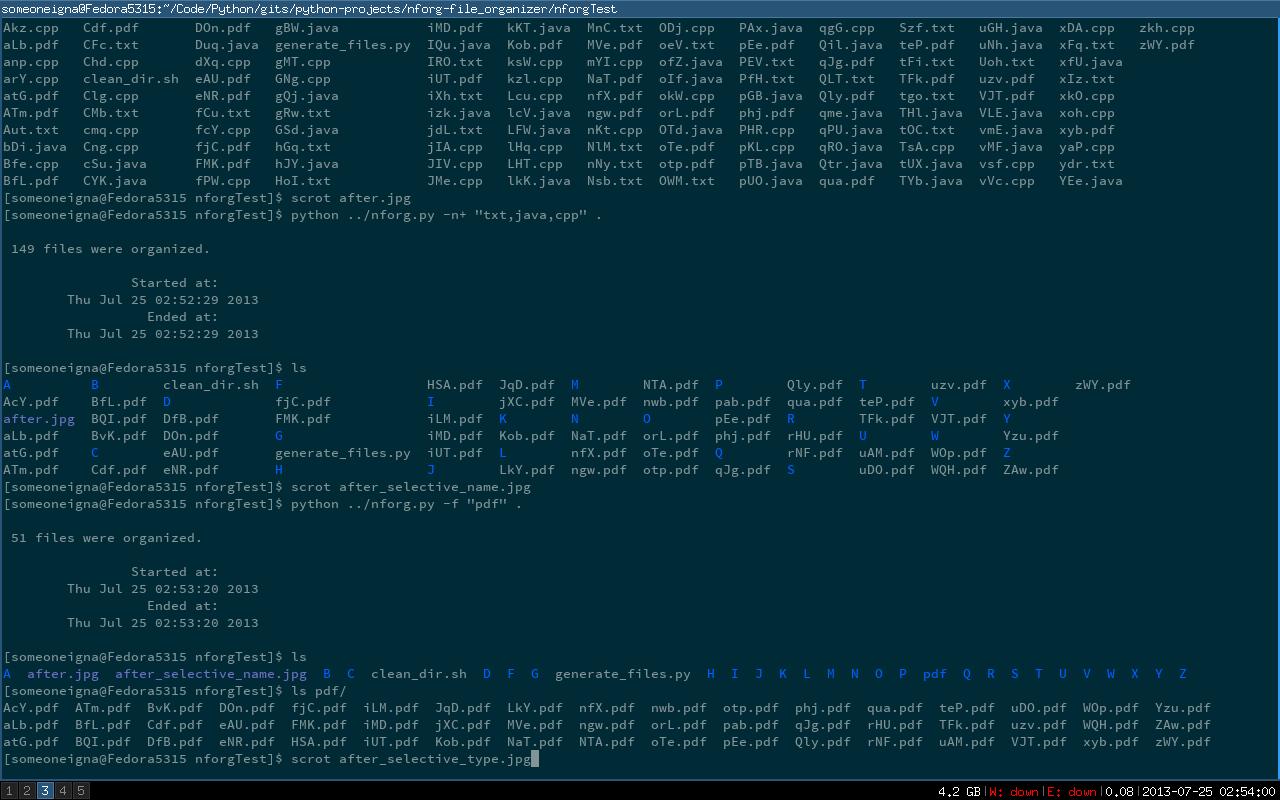 someoneigna@Fedora5315:~/Code/Python/gits/python-projects/nforg-file_organizer/nforgTest
Akz.cpp Cdf.pdf DOn.pdf gBW.java iMD.pdf kKT.java MnC.txt ODj.cpp PAx.java qgG.cpp Szf.txt uGH.java xDA.cpp zkh.cpp
aLb.pdf CFc.txt Duq.java generate_files.py IQu.java Kob.pdf MVe.pdf oeV.txt pEe.pdf Qil.java teP.pdf uNh.java xFq.txt zWY.pdf
anp.cpp Chd.cpp dXq.cpp gMT.cpp IRO.txt ksW.cpp mYI.cpp ofZ.java PEV.txt qJg.pdf tFi.txt Uoh.txt xfU.java
arY.cpp clean_dir.sh eAU.pdf GNg.cpp iUT.pdf kzl.cpp NaT.pdf oIf.java PfH.txt QLT.txt TFk.pdf uzv.pdf xIz.txt
atG.pdf Clg.cpp eNR.pdf gQj.java iXh.txt Lcu.cpp nfX.pdf okW.cpp pGB.java Qly.pdf tgo.txt VJT.pdf xkO.cpp
ATm.pdf CMb.txt fCu.txt gRw.txt izk.java lcV.java ngw.pdf orL.pdf phj.pdf qme.java THl.java VLE.java xoh.cpp
Aut.txt cmq.cpp fcY.cpp GSd.java jdL.txt LFW.java nKt.cpp OTd.java PHR.cpp qPU.java tOC.txt vmE.java xyb.pdf
bDi.java Cng.cpp fjC.pdf hGq.txt jIA.cpp lHq.cpp NlM.txt oTe.pdf pKL.cpp qRO.java TsA.cpp vMF.java yaP.cpp
Bfe.cpp cSu.java FMK.pdf hJY.java JIV.cpp LHT.cpp nNy.txt otp.pdf pTB.java Qtr.java tUX.java vsf.cpp ydr.txt
BfL.pdf CYK.java fPW.cpp HoI.txt JMe.cpp lkK.java Nsb.txt OWM.txt pUO.java qua.pdf TYb.java vVc.cpp YEe.java
[someoneigna@Fedora5315 nforgTest]$ scrot after.jpg
[someoneigna@Fedora5315 nforgTest]$ python ../nforg.py -n+ "txt,java,cpp" .
149 files were organized.
Started at:
Thu Jul 25 02:52:29 2013
Ended at:
Thu Jul 25 02:52:29 2013
[someoneigna@Fedora5315 nforgTest]$ ls
A B clean_dir.sh F HSA.pdf JqD.pdf M NTA.pdf P Qly.pdf T uzv.pdf X zWY.pdf
AcY.pdf BfL.pdf D fjC.pdf I jXC.pdf MVe.pdf nwb.pdf pab.pdf qua.pdf teP.pdf V xyb.pdf
after.jpg BQI.pdf DfB.pdf FMK.pdf iLM.pdf K N O pEe.pdf R TFk.pdf VJT.pdf Y
aLb.pdf BvK.pdf DOn.pdf G iMD.pdf Kob.pdf NaT.pdf orL.pdf phj.pdf rHU.pdf U W Yzu.pdf
atG.pdf C eAU.pdf generate_files.py iUT.pdf L nfX.pdf oTe.pdf Q rNF.pdf uAM.pdf WOp.pdf Z
ATm.pdf Cdf.pdf eNR.pdf H J LkY.pdf ngw.pdf otp.pdf qJg.pdf S uDO.pdf WQH.pdf ZAw.pdf
[someoneigna@Fedora5315 nforgTest]$ scrot after_selective_name.jpg
[someoneigna@Fedora5315 nforgTest]$ python ../nforg.py -f "pdf" .
51 files were organized.
Started at:
Thu Jul 25 02:53:20 2013
Ended at:
Thu Jul 25 02:53:20 2013
[someoneigna@Fedora5315 nforgTest]$ ls
A after.jpg after_selective_name.jpg B C clean_dir.sh D F G generate_files.py H I J K L M N O P pdf Q R S T U V W X Y Z
[someoneigna@Fedora5315 nforgTest]$ ls pdf/
AcY.pdf ATm.pdf BvK.pdf DOn.pdf fjC.pdf iLM.pdf JqD.pdf LkY.pdf nfX.pdf nwb.pdf otp.pdf phj.pdf qua.pdf teP.pdf uDO.pdf WOp.pdf Yzu.pdf
aLb.pdf BfL.pdf Cdf.pdf eAU.pdf FMK.pdf iMD.pdf jXC.pdf MVe.pdf ngw.pdf orL.pdf pab.pdf qJg.pdf rHU.pdf TFk.pdf uzv.pdf WQH.pdf ZAw.pdf
atG.pdf BQI.pdf DfB.pdf eNR.pdf HSA.pdf iUT.pdf Kob.pdf NaT.pdf NTA.pdf oTe.pdf pEe.pdf Qly.pdf rNF.pdf uAM.pdf VJT.pdf xyb.pdf zWY.pdf
[someoneigna@Fedora5315 nforgTest]$ scrot after_selective_type.jpg
1 2 3 4 5 4.2 GB|W: down|E: down|0.08|2013-07-25 02:54:00